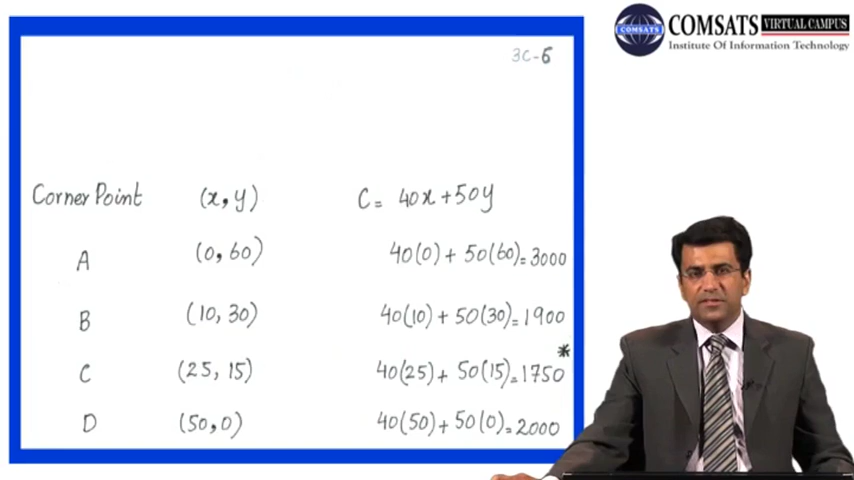 COMSATS VIRTUAL CAMPUS
COMSATS
Institute Of Information Technology
3C-6
Corner Point (x, y) C = 40x + 50y
A (0, 60) 40(0) + 50(60) = 3000
B (10, 30) 40(10) + 50(30) = 1900
*
C (25, 15) 40(25) + 50(15) = 1750
D (50, 0) 40(50) + 50(0) = 2000